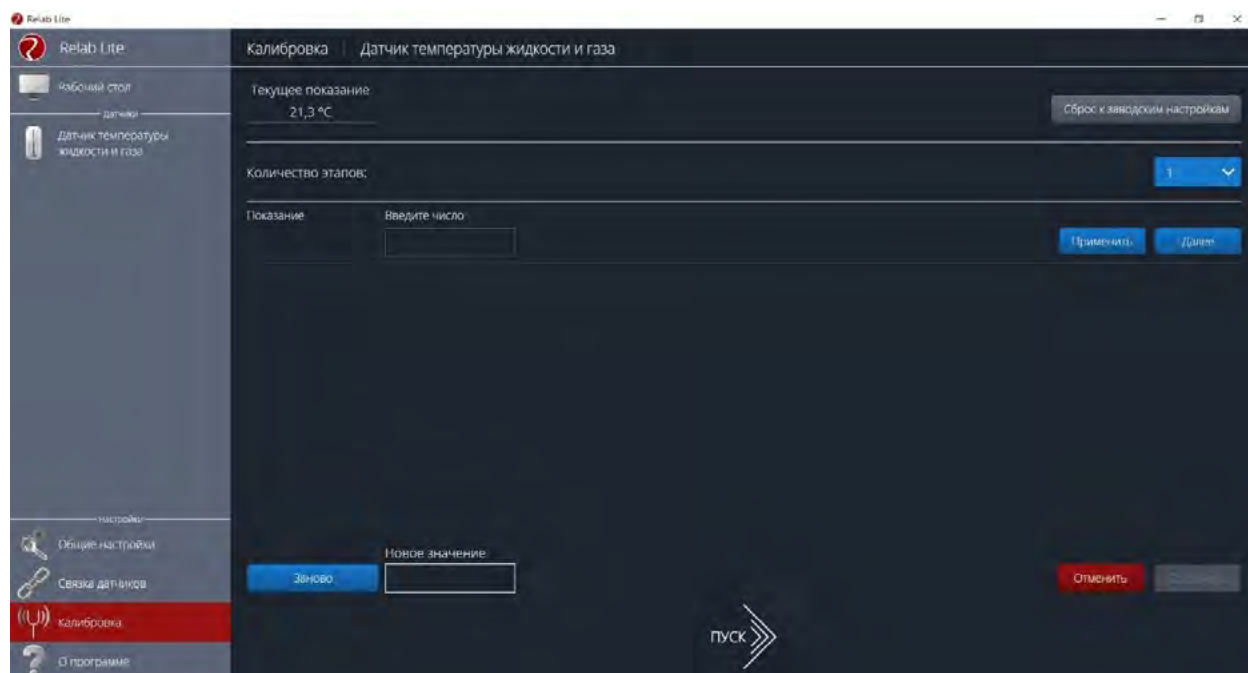 Relab Lite
Relab Lite
Калибровка
Датчик температуры жидкости и газа
Рабочий стол
Текущее показание
21,3 °C
Сброс к заводским настройкам
датчики
Датчик температуры
жидкости и газа
Количество этапов:
1
Показание
Введите число
Применить
Далее
настройки
Общие настройки
Новое значение
Связка датчиков
Заново
Отменить
Калибровка
ПУСК
О программе